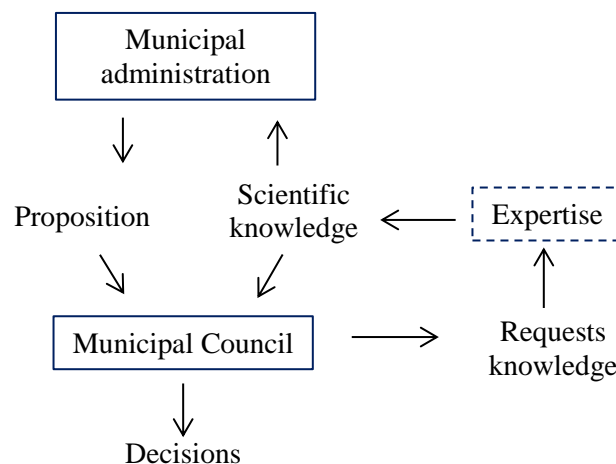 Municipal
administration
Proposition
Scientific
knowledge
Expertise
Municipal Council
Requests
knowledge
Decisions